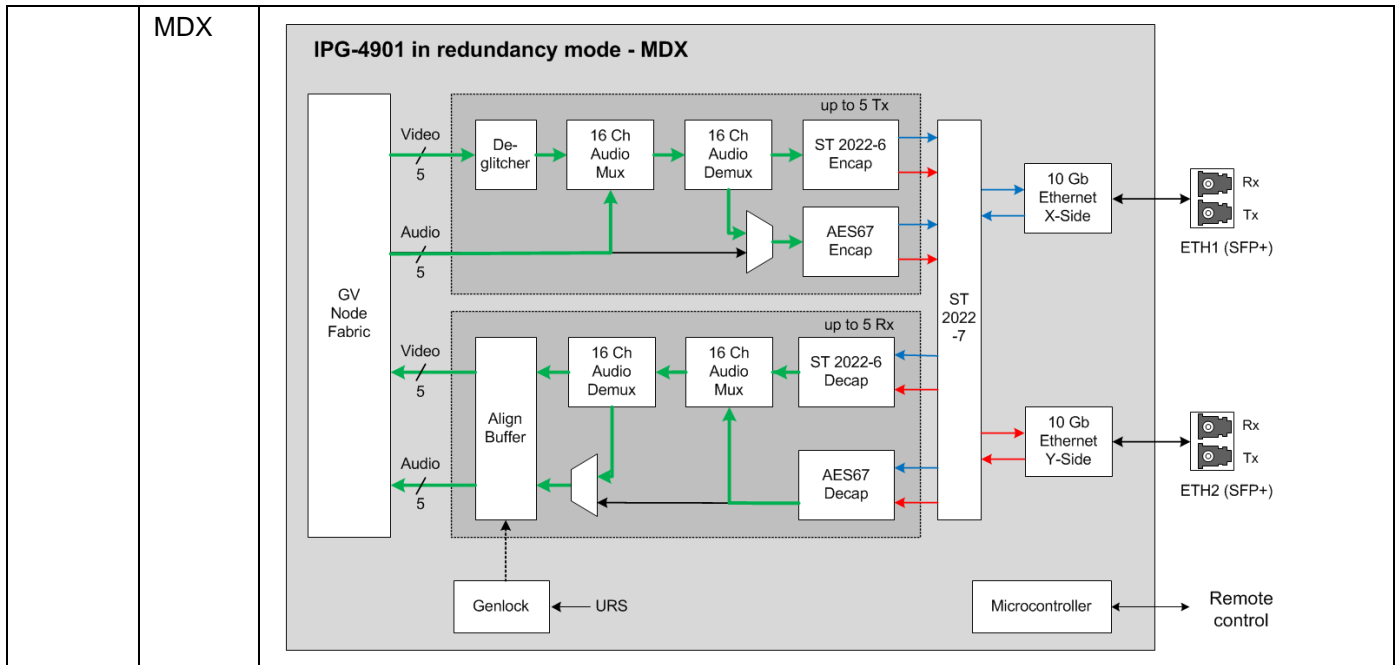 MDX
IPG-4901 in redundancy mode - MDX
up to 5 Tx
Video
5
De-
glitcher
16 Ch
Audio
Mux
16 Ch
Audio
Demux
ST 2022-6
Encap
10 Gb
Ethernet
X-Side
Rx
Tx
ETH1 (SFP+)
Audio
5
AES67
Encap
GV
Node
Fabric
ST
2022
-7
up to 5 Rx
Video
5
16 Ch
Audio
Demux
16 Ch
Audio
Mux
ST 2022-6
Decap
Align
Buffer
10 Gb
Ethernet
Y-Side
Rx
Tx
ETH2 (SFP+)
Audio
5
AES67
Decap
Genlock
URS
Microcontroller
Remote
control